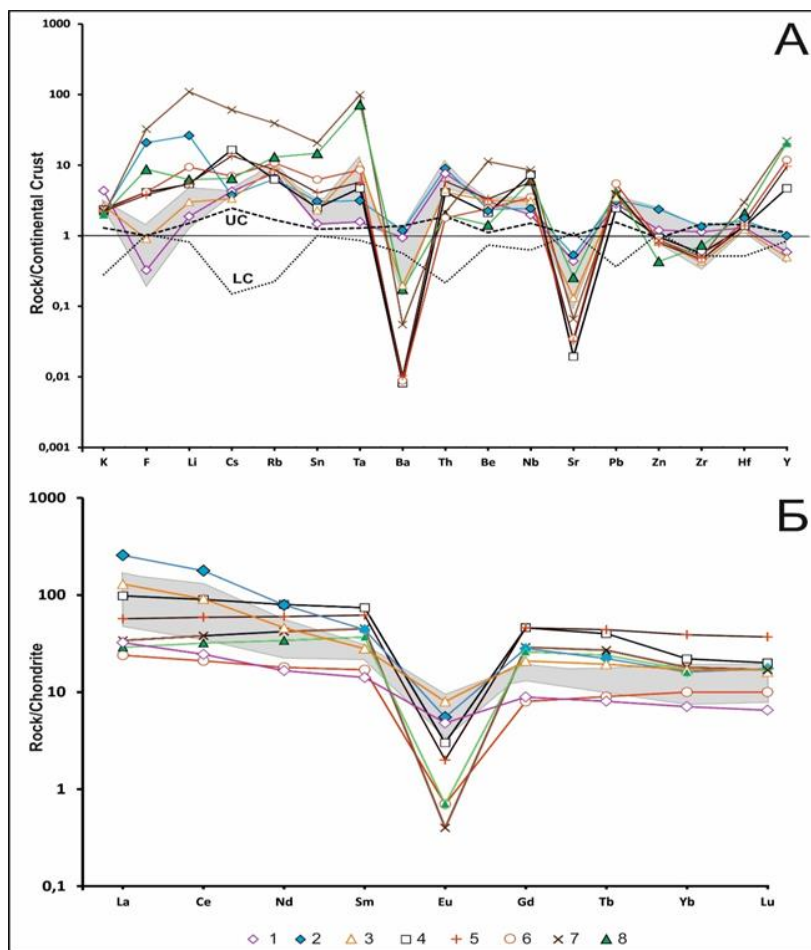 А
1000
100
10
1
0,1
0,01
0,001
Rock/Continental Crust
UC
LC
K F Li Cs Rb Sn Ta Ba Th Be Nb Sr Pb Zn Zr Hf Y
Б
1000
100
10
1
0,1
Rock/Chondrite
La Ce Nd Sm Eu Gd Tb Yb Lu
1 2 3 4 5 6 7 8